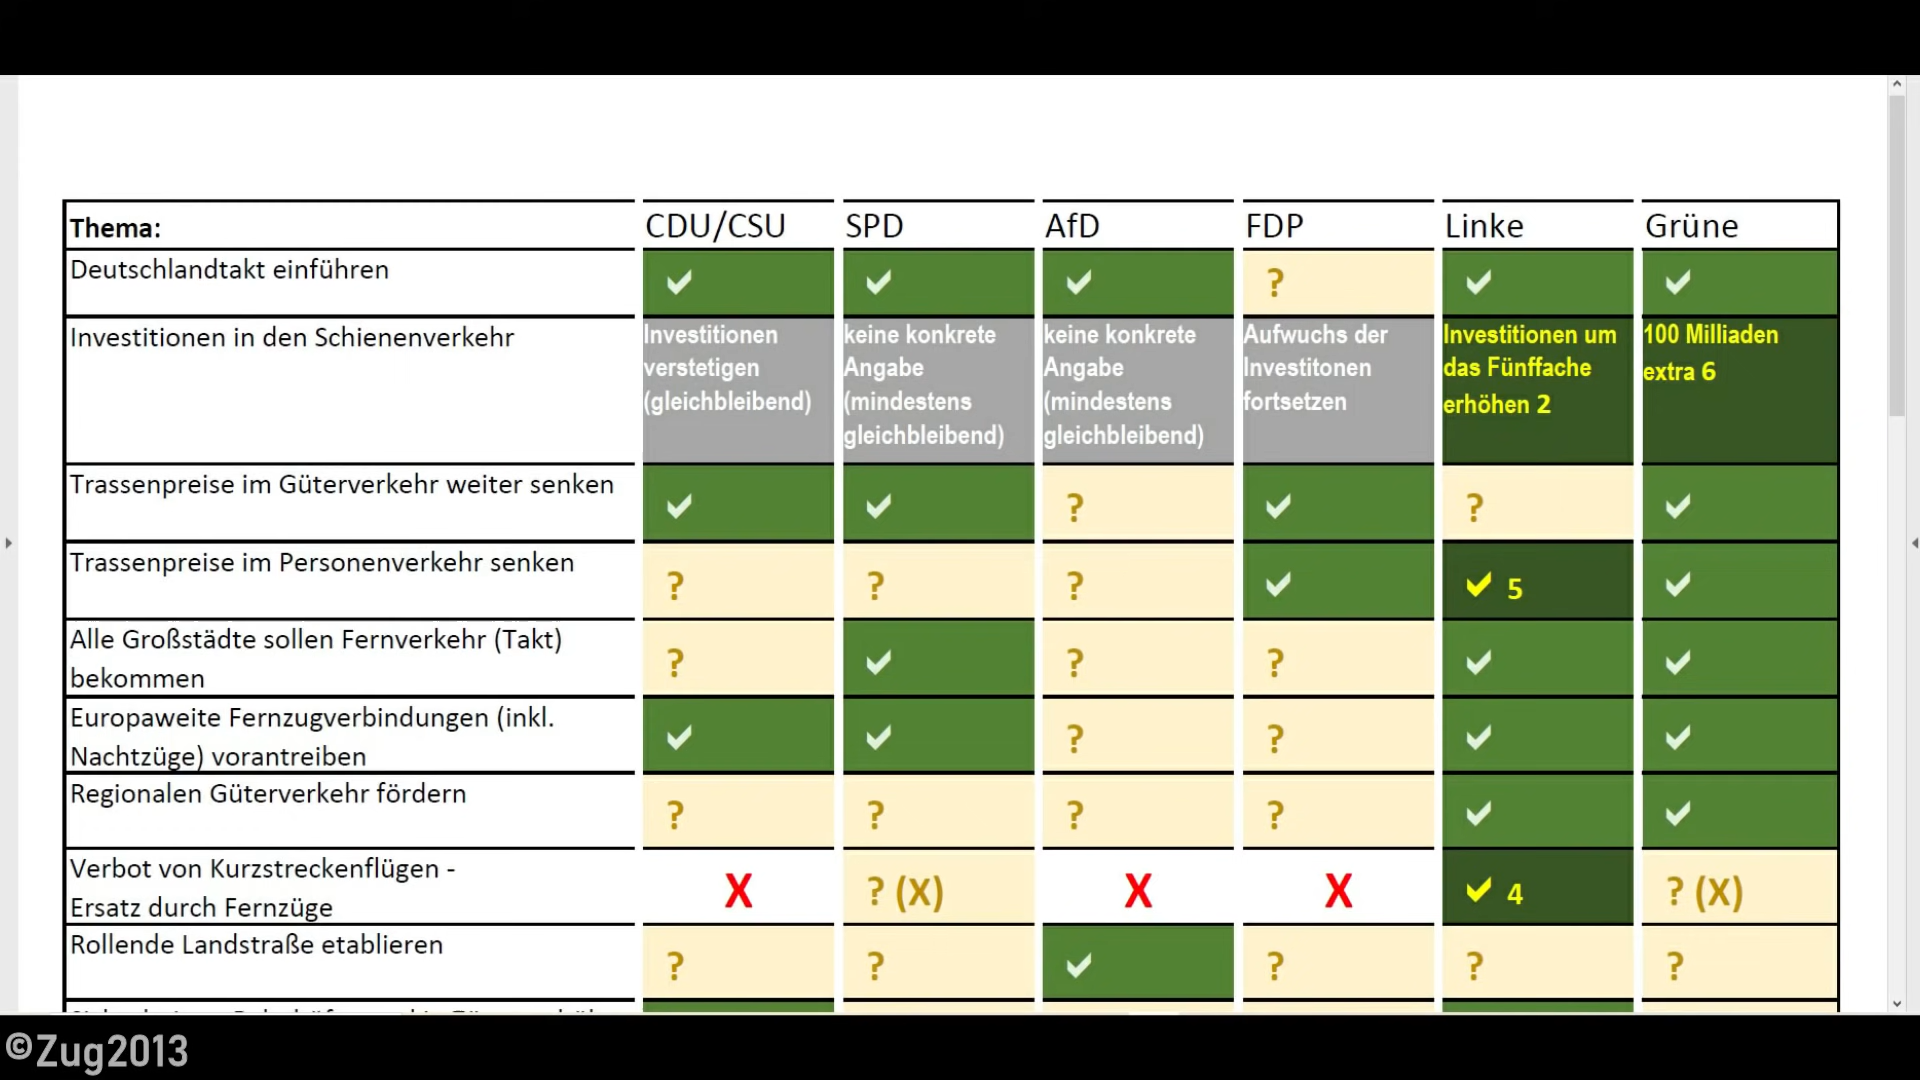 Thema: CDU/CSU SPD AfD FDP Linke Grüne
Deutschlandtakt einführen ✓ ✓ ✓ ? ✓ ✓
Investitionen in den Schienenverkehr
Investitionen
verstetigen
(gleichbleibend)
keine konkrete
Angabe
(mindestens
gleichbleibend)
keine konkrete
Angabe
(mindestens
gleichbleibend)
Aufwuchs der
Investitonen
fortsetzen
Investitionen um
das Fünffache
erhöhen 2
100 Milliaden
extra 6
Trassenpreise im Güterverkehr weiter senken ✓ ✓ ? ✓ ? ✓
Trassenpreise im Personenverkehr senken ? ? ? ✓ ✓ 5 ✓
Alle Großstädte sollen Fernverkehr (Takt)
bekommen ? ✓ ? ? ✓ ✓
Europaweite Fernzugverbindungen (inkl.
Nachtzüge) vorantreiben ✓ ✓ ? ? ✓ ✓
Regionalen Güterverkehr fördern ? ? ? ? ✓ ✓
Verbot von Kurzstreckenflügen -
Ersatz durch Fernzüge X ? (X) X X ✓ 4 ? (X)
Rollende Landstraße etablieren ? ? ✓ ? ? ?
©Zug2013